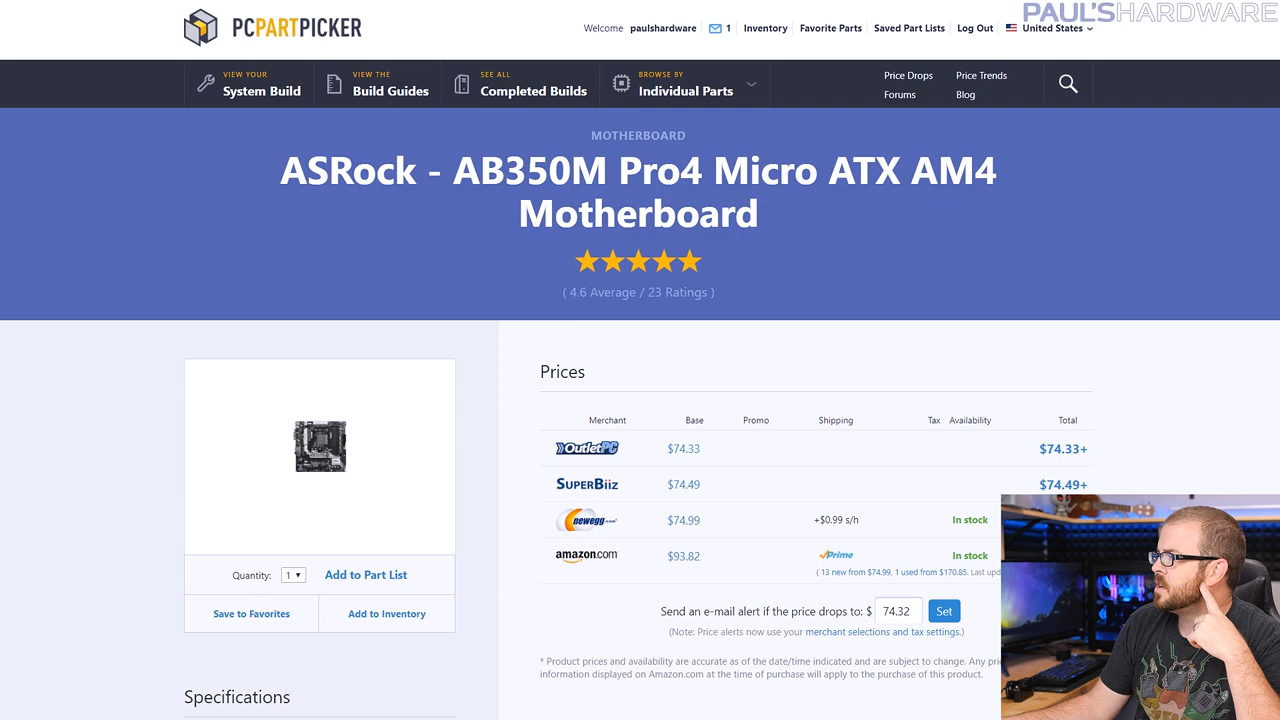 PAUL'SHARDWARE
PCPARTPICKER
Welcome paulshardware 1 Inventory Favorite Parts Saved Part Lists Log Out United States
VIEW YOUR
System Build
VIEW THE
Build Guides
SEE ALL
Completed Builds
BROWSE BY
Individual Parts
Price Drops Price Trends
Forums Blog
MOTHERBOARD
ASRock - AB350M Pro4 Micro ATX AM4
Motherboard
( 4.6 Average / 23 Ratings )
Prices
Merchant Base Promo Shipping Tax Availability Total
OutletPC $74.33 $74.33+
SUPERBIIZ $74.49 $74.49+
newegg $74.99 +$0.99 s/h In stock
amazon.com $93.82 Prime In stock
( 13 new from $74.99, 1 used from $170.85. Last upd
Quantity: 1 Add to Part List
Save to Favorites Add to Inventory
Send an e-mail alert if the price drops to: $ 74.32 Set
(Note: Price alerts now use your merchant selections and tax settings.)
* Product prices and availability are accurate as of the date/time indicated and are subject to change. Any pric
information displayed on Amazon.com at the time of purchase will apply to the purchase of this product.
Specifications